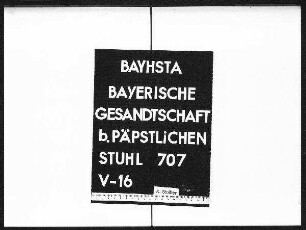 BAYHSTA
BAYERISCHE
GESANDTSCHAFT
b. PÄPSTLiCHEN
STUHL 707
V-16